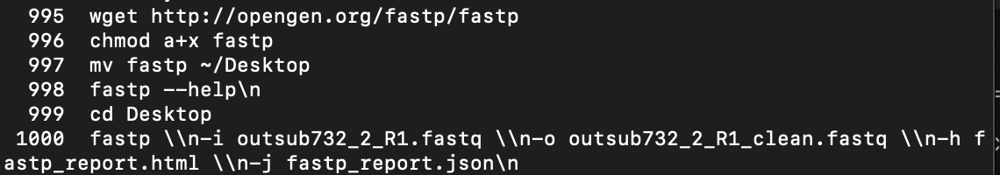 995 wget http://opengen.org/fastp/fastp
996 chmod a+x fastp
997 mv fastp ~/Desktop
998 fastp --help\n
999 cd Desktop
1000 fastp \\n-i outsub732_2_R1.fastq \\n-o outsub732_2_R1_clean.fastq \\n-h f
astp_report.html \\n-j fastp_report.json\n